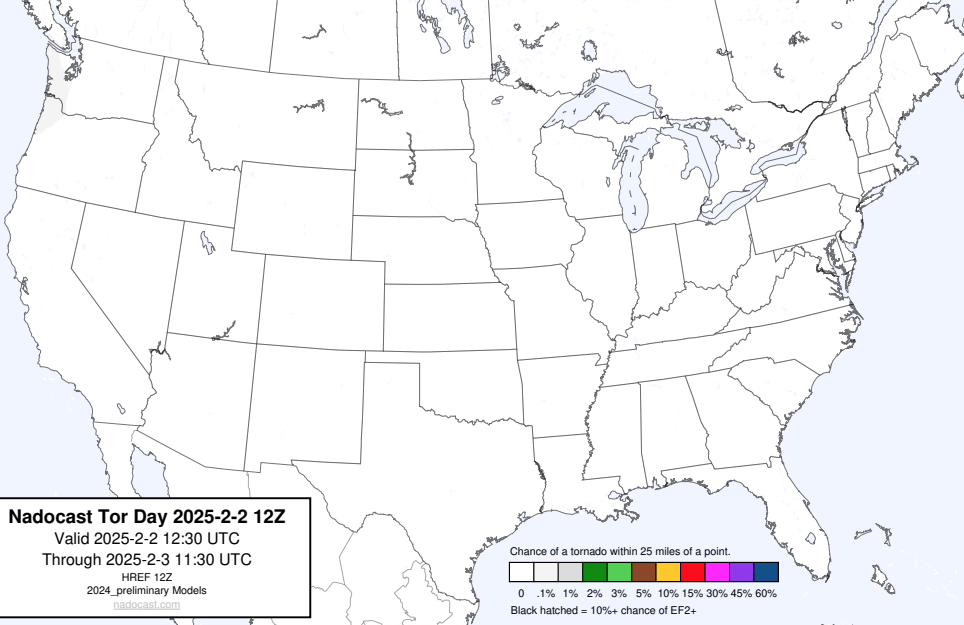 Nadocast Tor Day 2025-2-2 12Z
Valid 2025-2-2 12:30 UTC
Through 2025-2-3 11:30 UTC
HREF 12Z
2024_preliminary Models
nadocast.com
Chance of a tornado within 25 miles of a point.
0 .1% 1% 2% 3% 5% 10% 15% 30% 45% 60%
Black hatched = 10%+ chance of EF2+